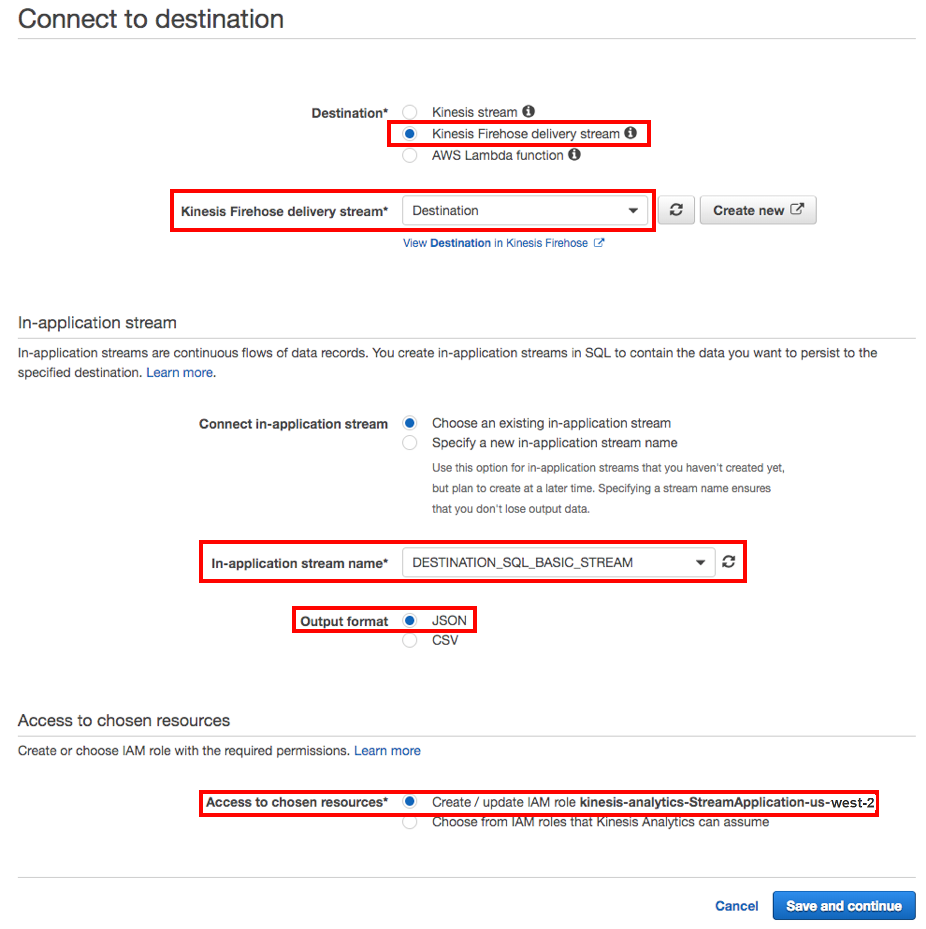 Connect to destination
Destination*
Kinesis stream
Kinesis Firehose delivery stream
AWS Lambda function
Kinesis Firehose delivery stream* Destination Create new
View Destination in Kinesis Firehose
In-application stream
In-application streams are continuous flows of data records. You create in-application streams in SQL to contain the data you want to persist to the
specified destination. Learn more.
Connect in-application stream Choose an existing in-application stream
Specify a new in-application stream name
Use this option for in-application streams that you haven't created yet,
but plan to create at a later time. Specifying a stream name ensures
that you don't lose output data.
In-application stream name* DESTINATION_SQL_BASIC_STREAM
Output format JSON
CSV
Access to chosen resources
Create or choose IAM role with the required permissions. Learn more
Access to chosen resources* Create / update IAM role kinesis-analytics-StreamApplication-us-west-2
Choose from IAM roles that Kinesis Analytics can assume
Cancel Save and continue